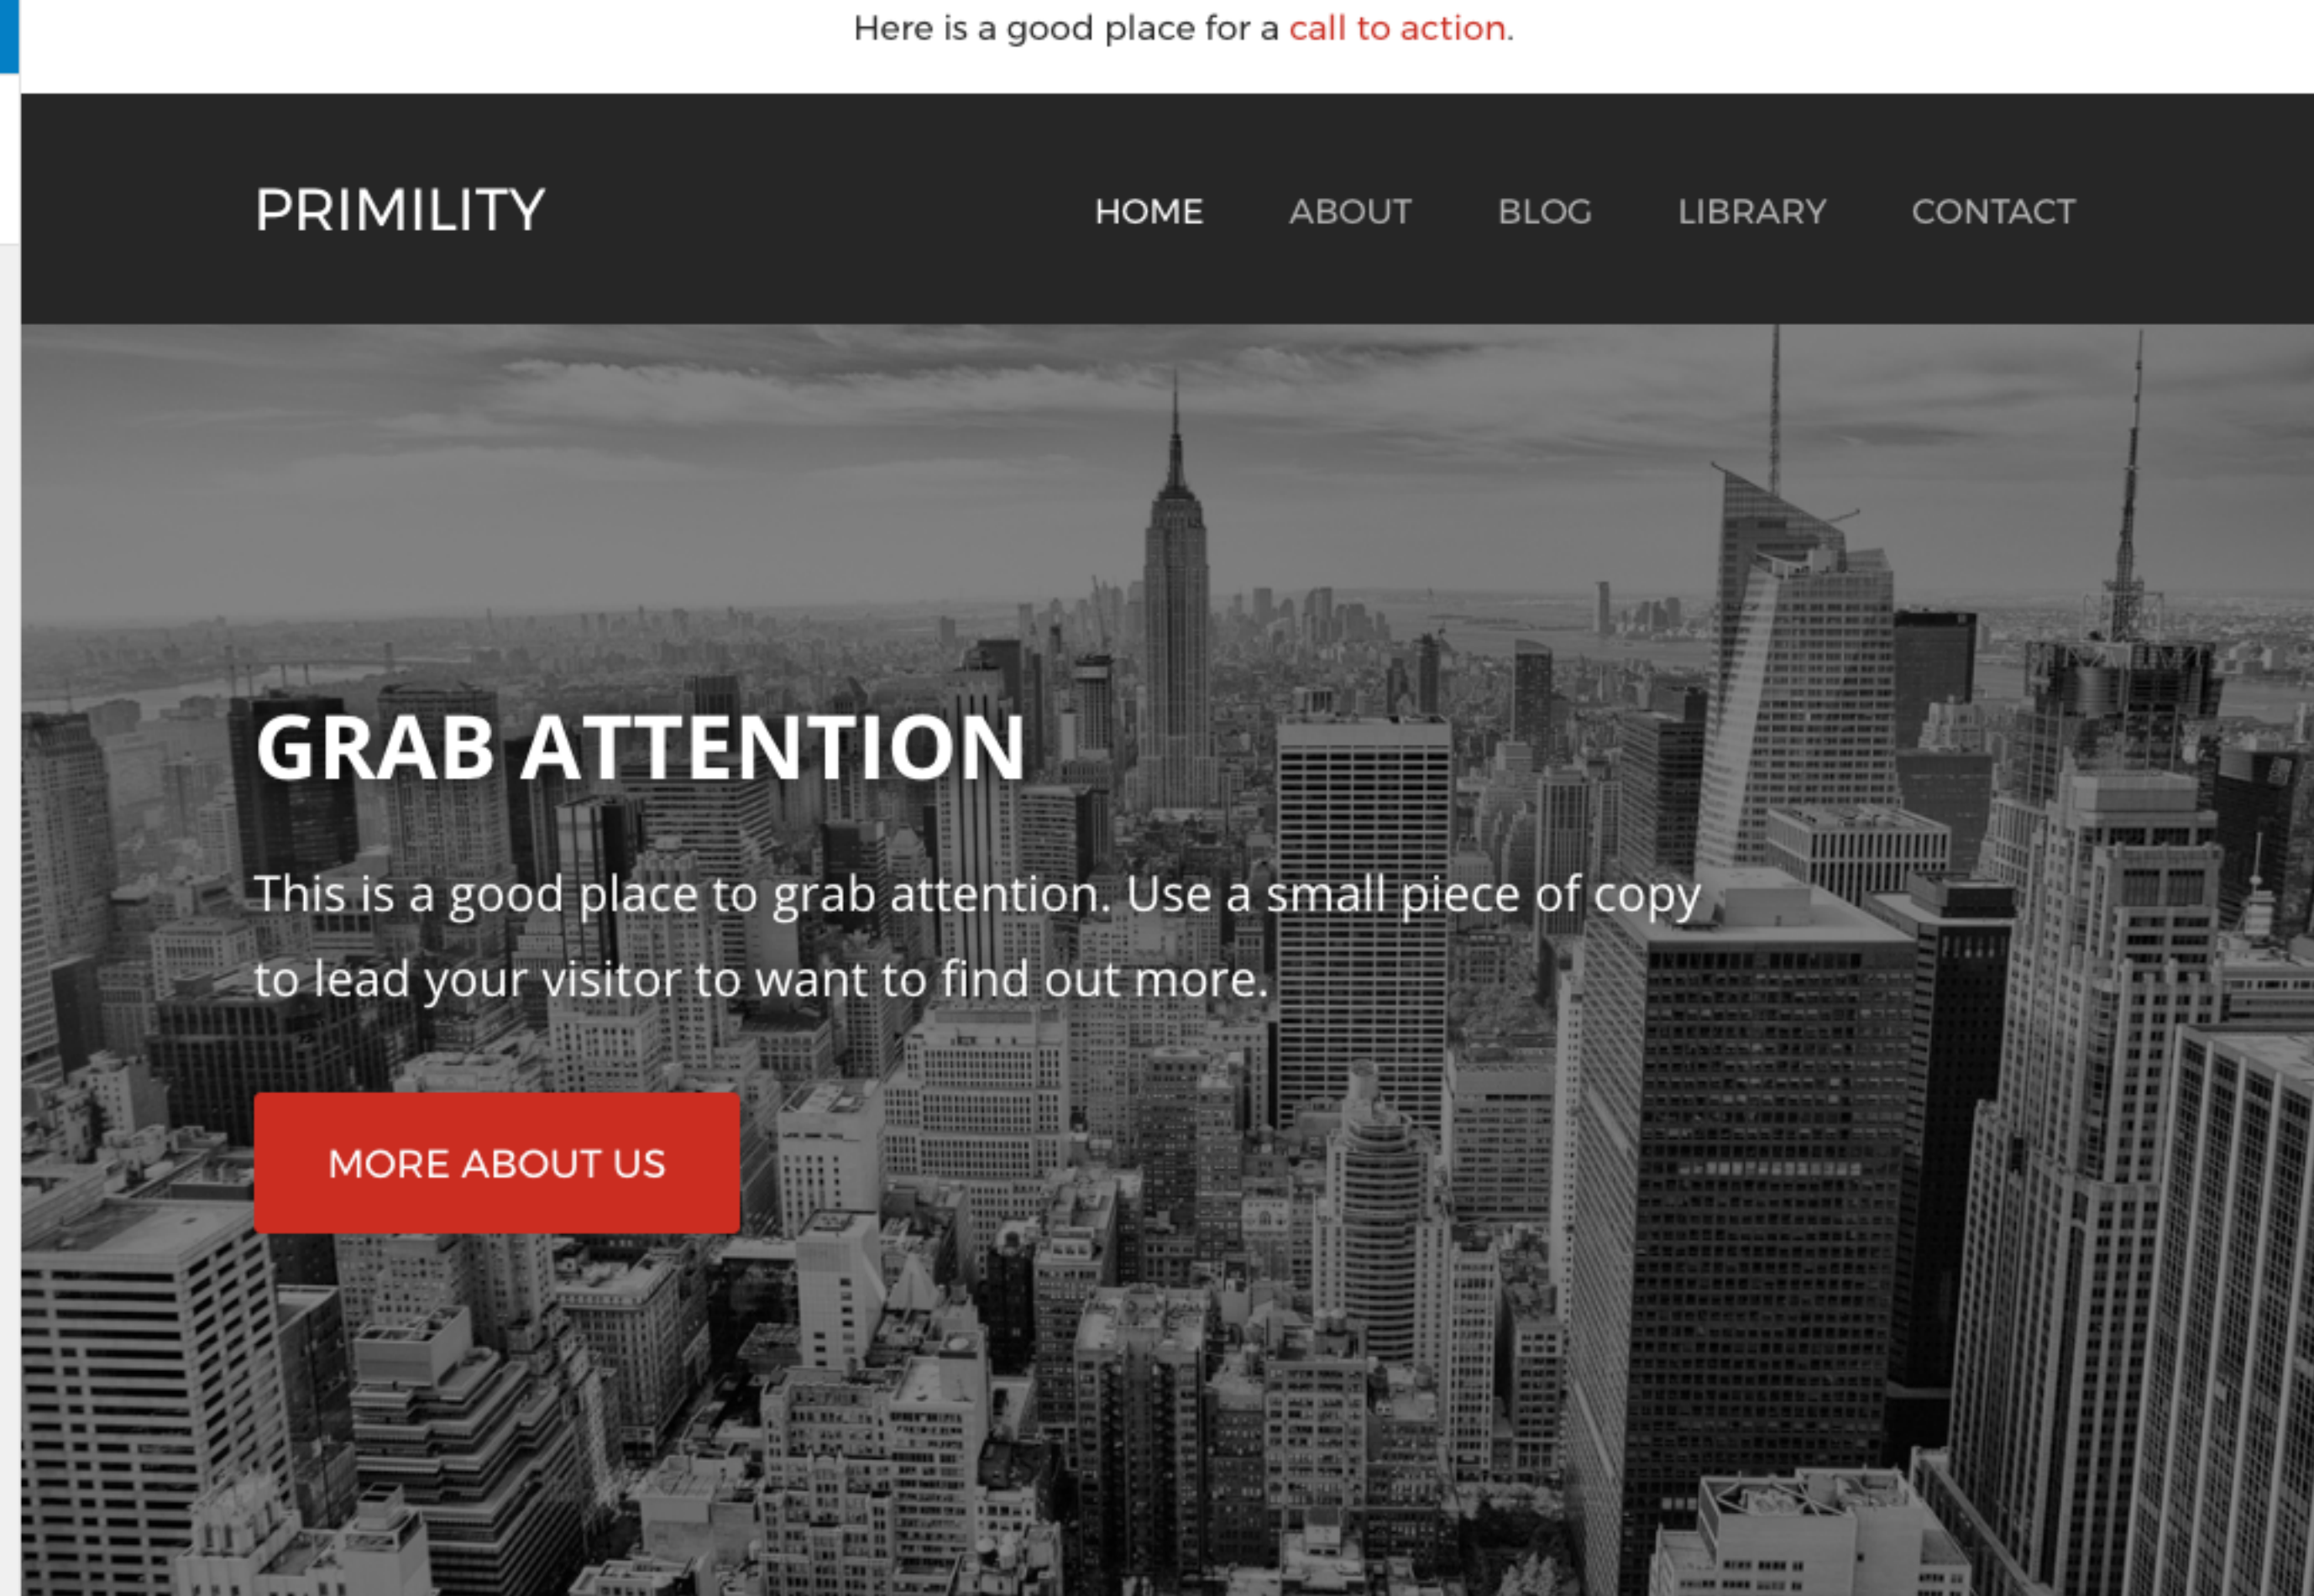 Here is a good place for a call to action.
PRIMILITY
HOME ABOUT BLOG LIBRARY CONTACT
GRAB ATTENTION
This is a good place to grab attention. Use a small piece of copy
to lead your visitor to want to find out more.
MORE ABOUT US